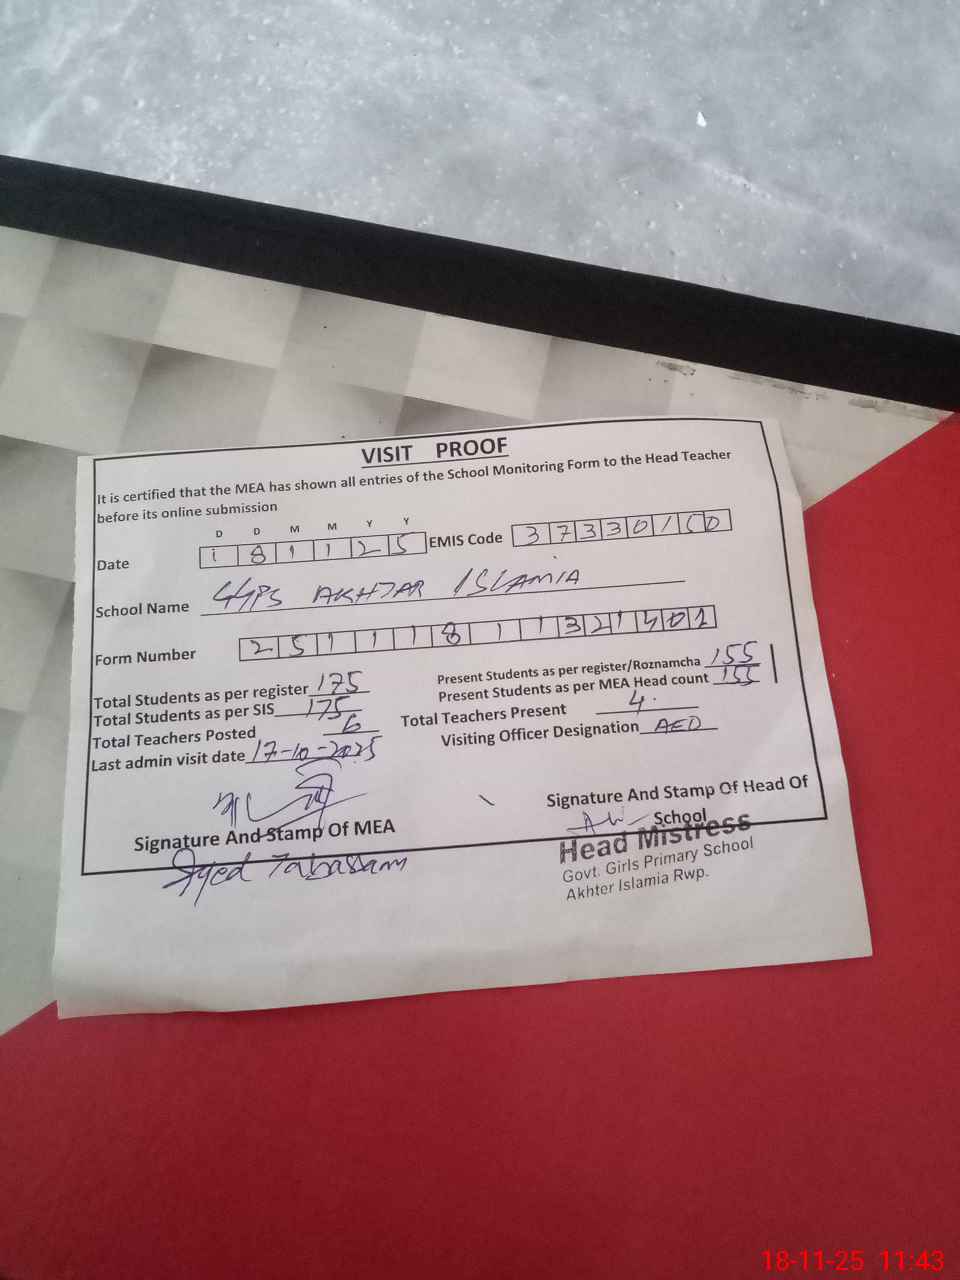 VISIT PROOF
It is certified that the MEA has shown all entries of the School Monitoring Form to the Head Teacher
before its online submission
D D M M Y Y
Date 1 8 1 1 2 5 EMIS Code 3 7 3 3 0 1 5 0
School Name GGPS AKHTAR ISLAMIA
Form Number 2 5 1 1 1 8 1 1 3 2 1 4 0 1
Total Students as per register 175 Present Students as per register/Roznamcha 155
Total Students as per SIS 175 Present Students as per MEA Head count 155
Total Teachers Posted 6 Total Teachers Present 4
Last admin visit date 17-10-2025 Visiting Officer Designation AEO
Signature And Stamp Of MEA Signature And Stamp Of Head Of
School
Syed Tabassam
Head Mistress
Govt. Girls Primary School
Akhter Islamia Rwp.
18-11-25 11:43